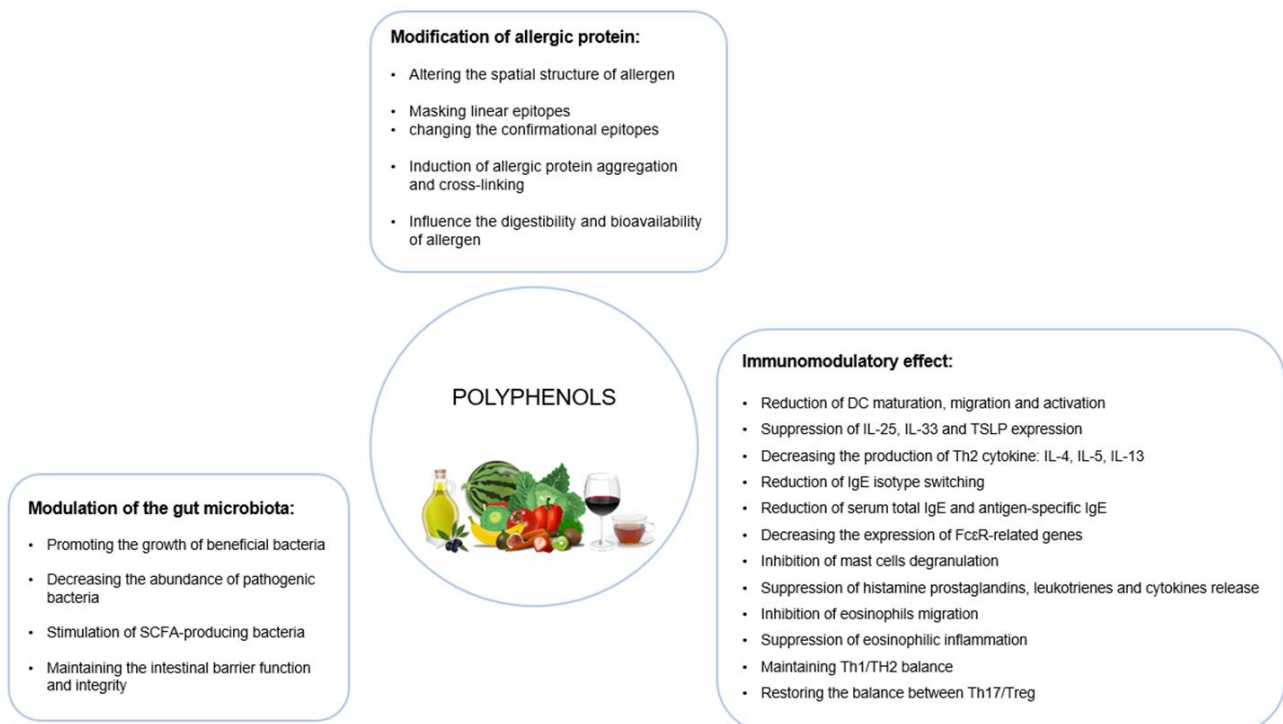 Modification of allergic protein:
• Altering the spatial structure of allergen
• Masking linear epitopes
• changing the confirmational epitopes
• Induction of allergic protein aggregation
and cross-linking
• Influence the digestibility and bioavailability
of allergen
POLYPHENOLS
Immunomodulatory effect:
• Reduction of DC maturation, migration and activation
• Suppression of IL-25, IL-33 and TSLP expression
• Decreasing the production of Th2 cytokine: IL-4, IL-5, IL-13
• Reduction of IgE isotype switching
• Reduction of serum total IgE and antigen-specific IgE
• Decreasing the expression of FcεR-related genes
• Inhibition of mast cells degranulation
• Suppression of histamine prostaglandins, leukotrienes and cytokines release
• Inhibition of eosinophils migration
• Suppression of eosinophilic inflammation
• Maintaining Th1/TH2 balance
• Restoring the balance between Th17/Treg
Modulation of the gut microbiota:
• Promoting the growth of beneficial bacteria
• Decreasing the abundance of pathogenic
bacteria
• Stimulation of SCFA-producing bacteria
• Maintaining the intestinal barrier function
and integrity